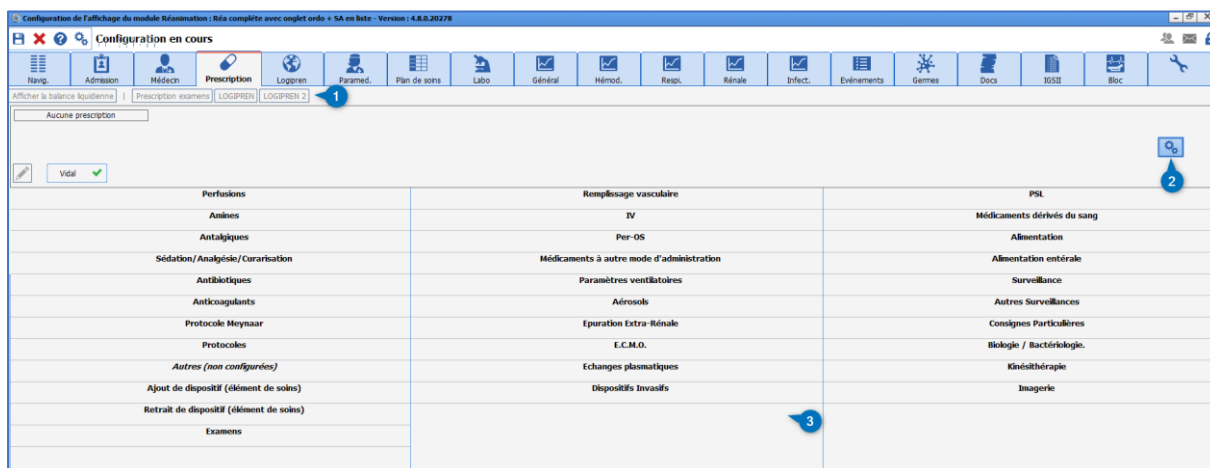 Configuration de l'affichage du module Réanimation : Réa complète avec onglet ordo + SA en liste - Version : 4.8.0.20278
Configuration en cours
Navig. Admission Médecin Prescription Logipren Paramed. Plan de soins Labo Général Hémod. Respi. Rénale Infect. Evénements Germes Docs IGSII Bloc
Afficher la balance liquidienne | Prescription examens LOGIPREN LOGIPREN 2 1
Aucune prescription
2
Vidal
Perfusions Remplissage vasculaire PSL
Amines IV Médicaments dérivés du sang
Antalgiques Per-OS Alimentation
Sédation/Analgésie/Curarisation Médicaments à autre mode d'administration Alimentation entérale
Antibiotiques Paramètres ventilatoires Surveillance
Anticoagulants Aérosols Autres Surveillances
Protocole Meynaar Epuration Extra-Rénale Consignes Particulières
Protocoles E.C.M.O. Biologie / Bactériologie.
Autres (non configurées) Echanges plasmatiques Kinésithérapie
Ajout de dispositif (élément de soins) Dispositifs Invasifs Imagerie
Retrait de dispositif (élément de soins)
3
Examens